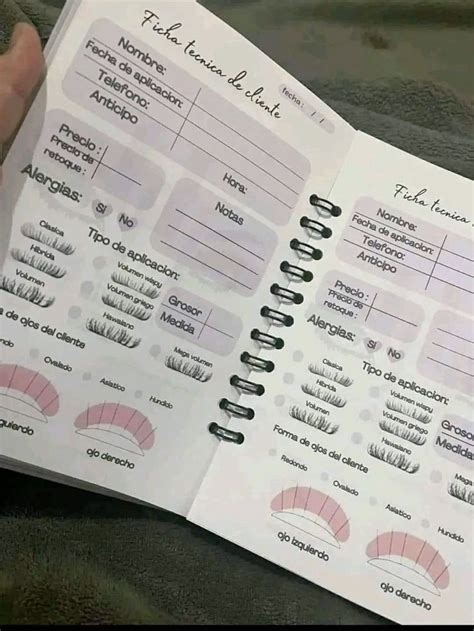 Ficha tecnica de cliente
fecha: / /
Nombre:
Fecha de aplicacion:
Telefono:
Anticipo
Hora:
Precio :
Precio de
retoque :
Notas
Alergias: Si No
Tipo de aplicacion:
Clasica
Hibrida
Volumen
Volumen wispy
Volumen griego
Hawaiano
Mega volumen
Grosor
Medida
a de ojos del cliente
Ovalado
Asiatico
Hundido
izquierdo
ojo derecho
Ficha tecnica
Nombre:
Fecha de aplicacion:
Telefono:
Anticipo
Precio :
Precio de
retoque :
Alergias: Si No
Tipo de aplicacion:
Clasica
Hibrida
Volumen
Volumen wispy
Volumen griego
Hawaiano
Grosor
Medida
Forma de ojos del cliente
Redondo
Ovalado
Asiatico
Hundido
ojo izquierdo
ojo derecho